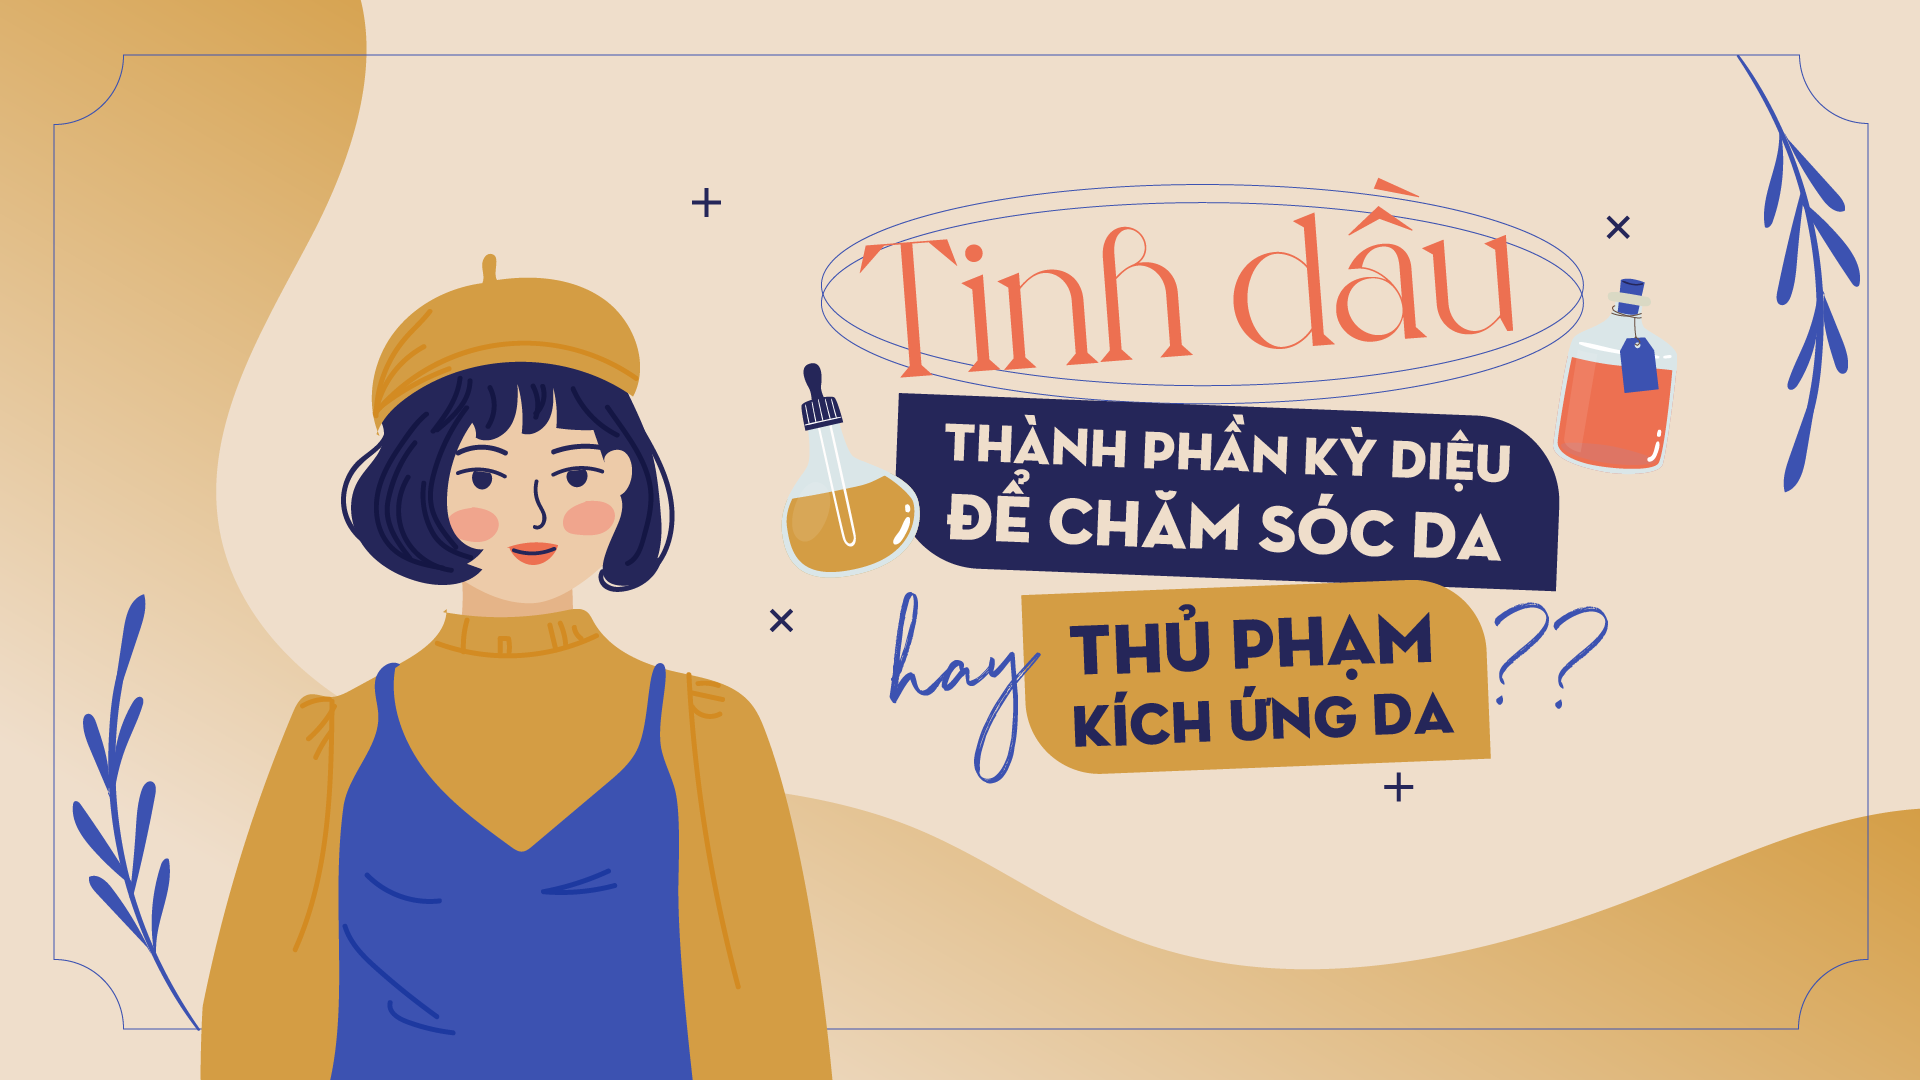 Tinh dầu
THÀNH PHẦN KỲ DIỆU
ĐỂ CHĂM SÓC DA
hay
THỦ PHẠM
KÍCH ỨNG DA
??